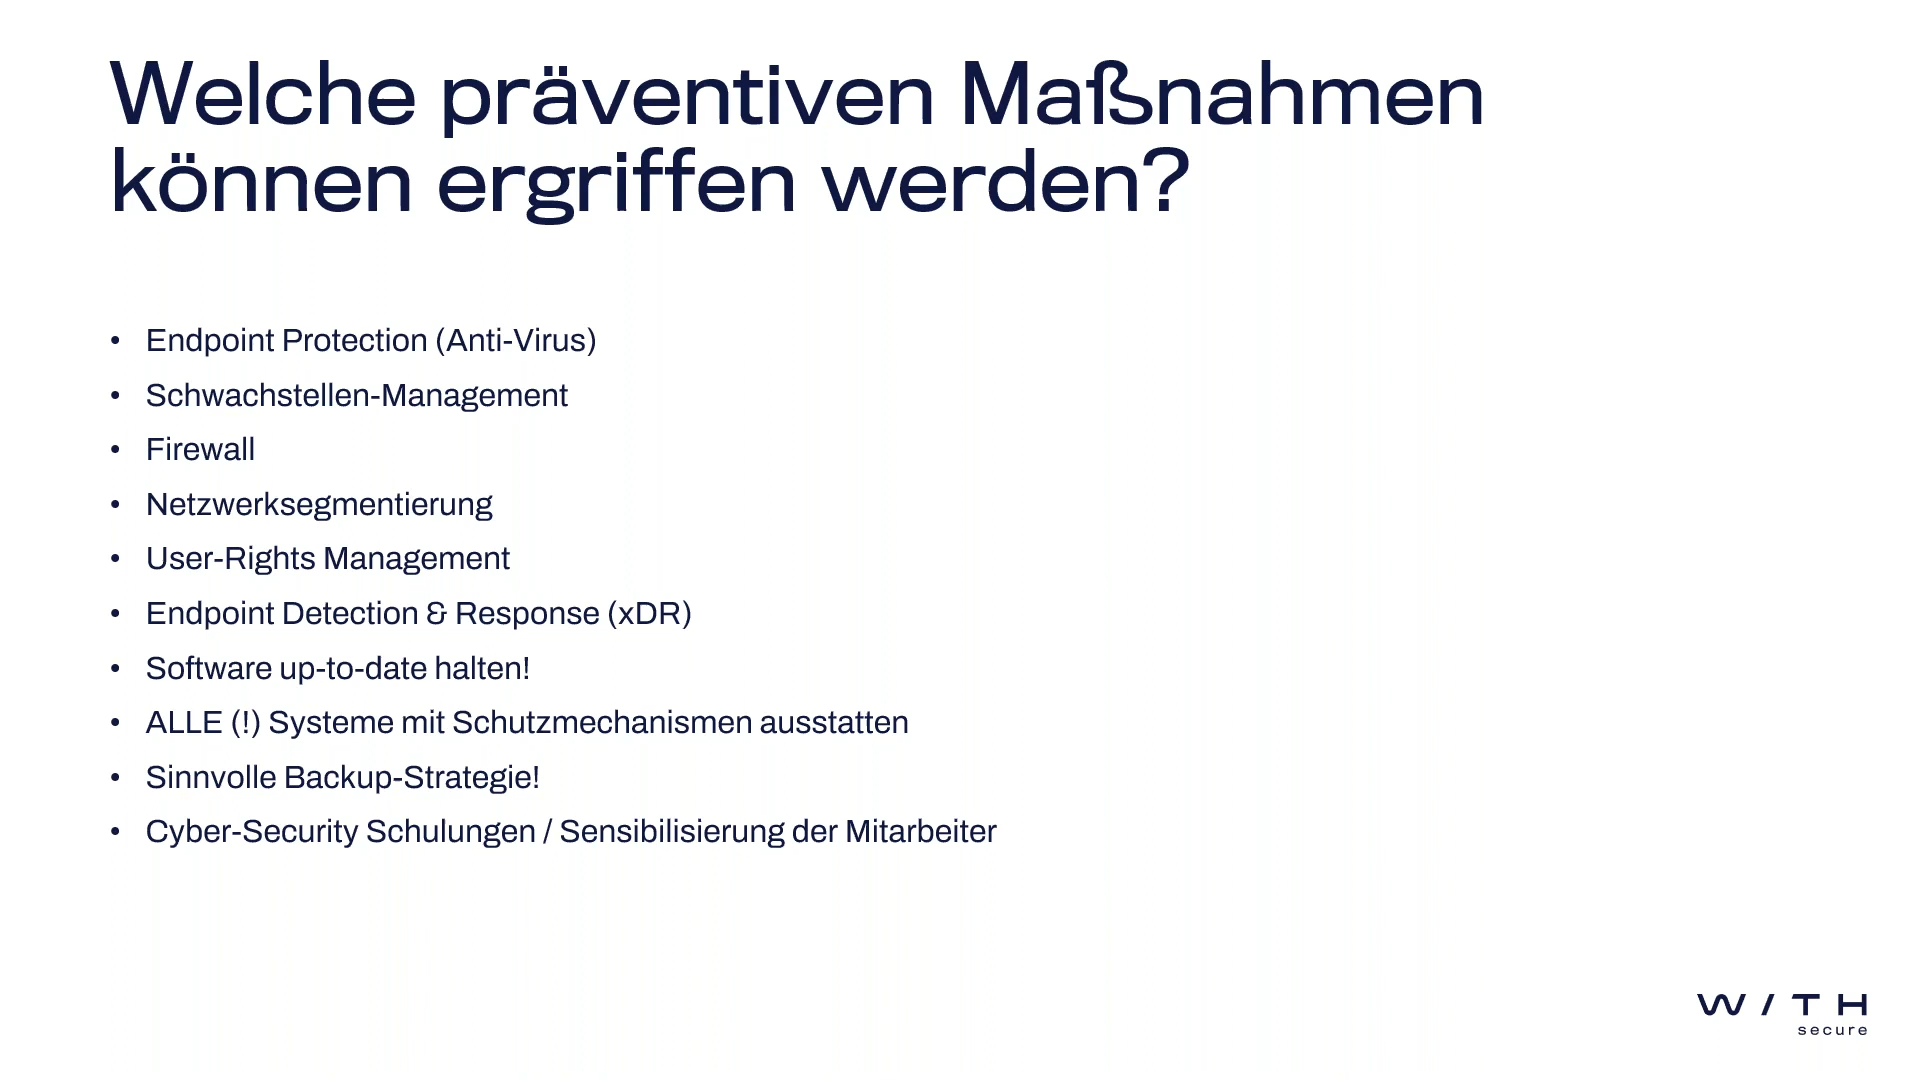 Welche präventiven Maßnahmen
können ergriffen werden?
• Endpoint Protection (Anti-Virus)
• Schwachstellen-Management
• Firewall
• Netzwerksegmentierung
• User-Rights Management
• Endpoint Detection & Response (xDR)
• Software up-to-date halten!
• ALLE (!) Systeme mit Schutzmechanismen ausstatten
• Sinnvolle Backup-Strategie!
• Cyber-Security Schulungen / Sensibilisierung der Mitarbeiter
W/TH
secure